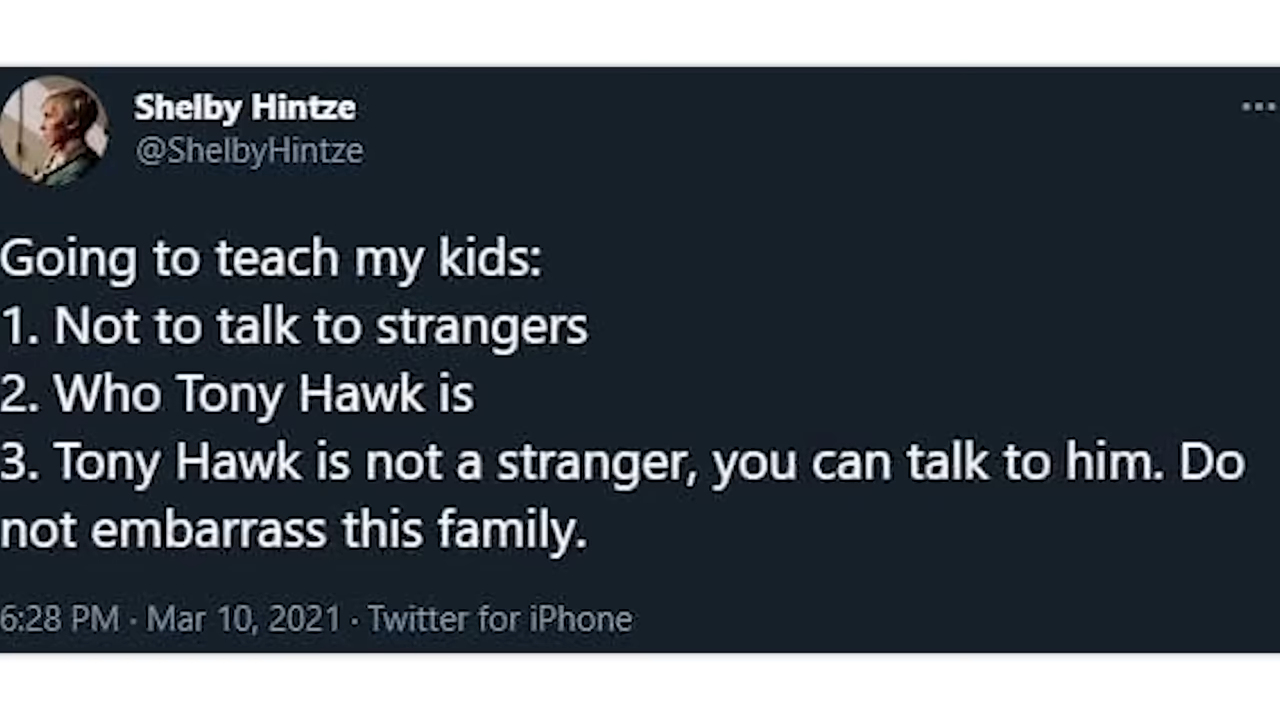 Shelby Hintze
@ShelbyHintze
Going to teach my kids:
1. Not to talk to strangers
2. Who Tony Hawk is
3. Tony Hawk is not a stranger, you can talk to him. Do
not embarrass this family.
6:28 PM · Mar 10, 2021 · Twitter for iPhone